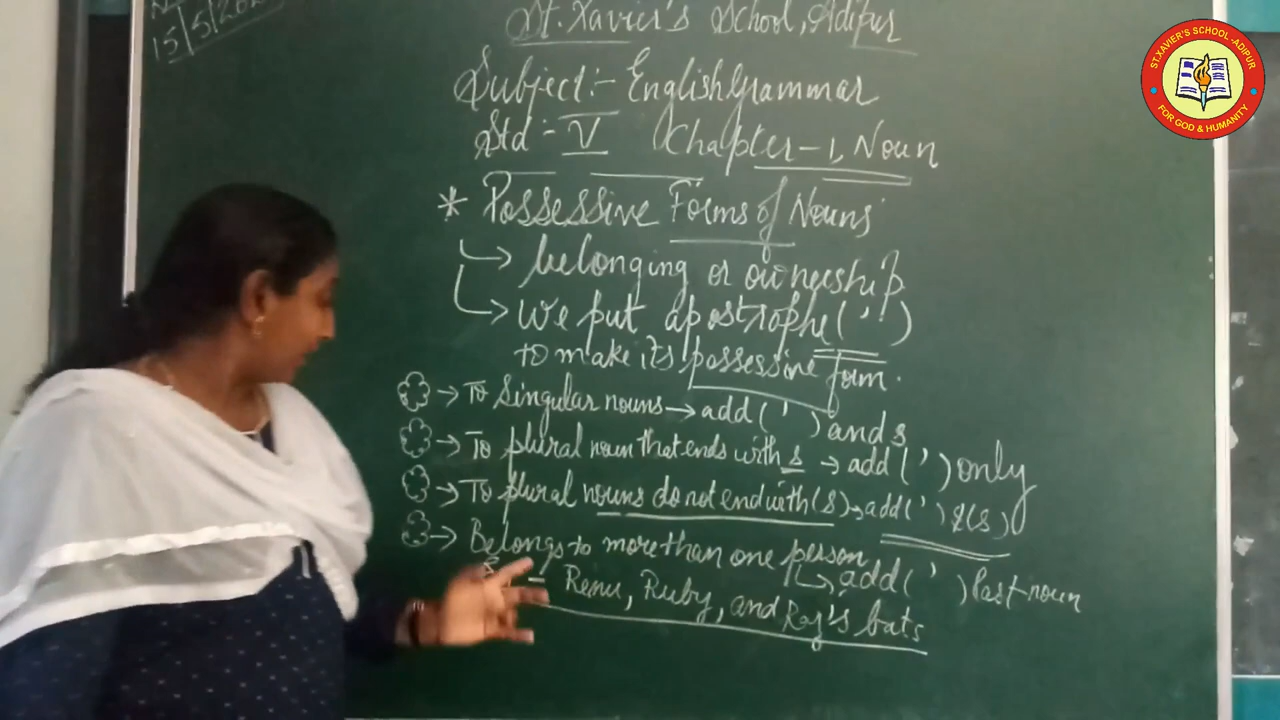 15/5/202
St. Xavier's School, Adipur
Subject:- English Grammar
Std - V Chapter-1, Noun
* Possessive Forms of Nouns
→ belonging or ownership
→ We put apostrophe (')
to make its possessive form.
→ To Singular nouns → add (') and s
→ To plural noun that ends with s → add (') only
→ To plural nouns do not end with (s) → add (') & (s)
→ Belongs to more than one person
→ add (') last noun
- Renu, Ruby, and Raj's bats
ST.XAVIER'S SCHOOL-ADIPUR
FOR GOD & HUMANITY